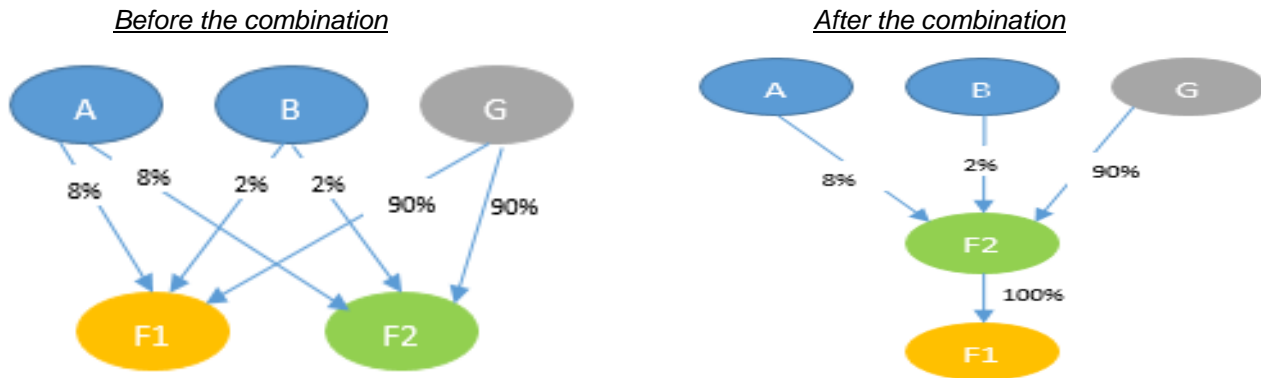 Before the combination
After the combination
A B G
8% 8% 2% 2% 90% 90%
F1 F2
A B G
8% 2% 90%
F2
100%
F1